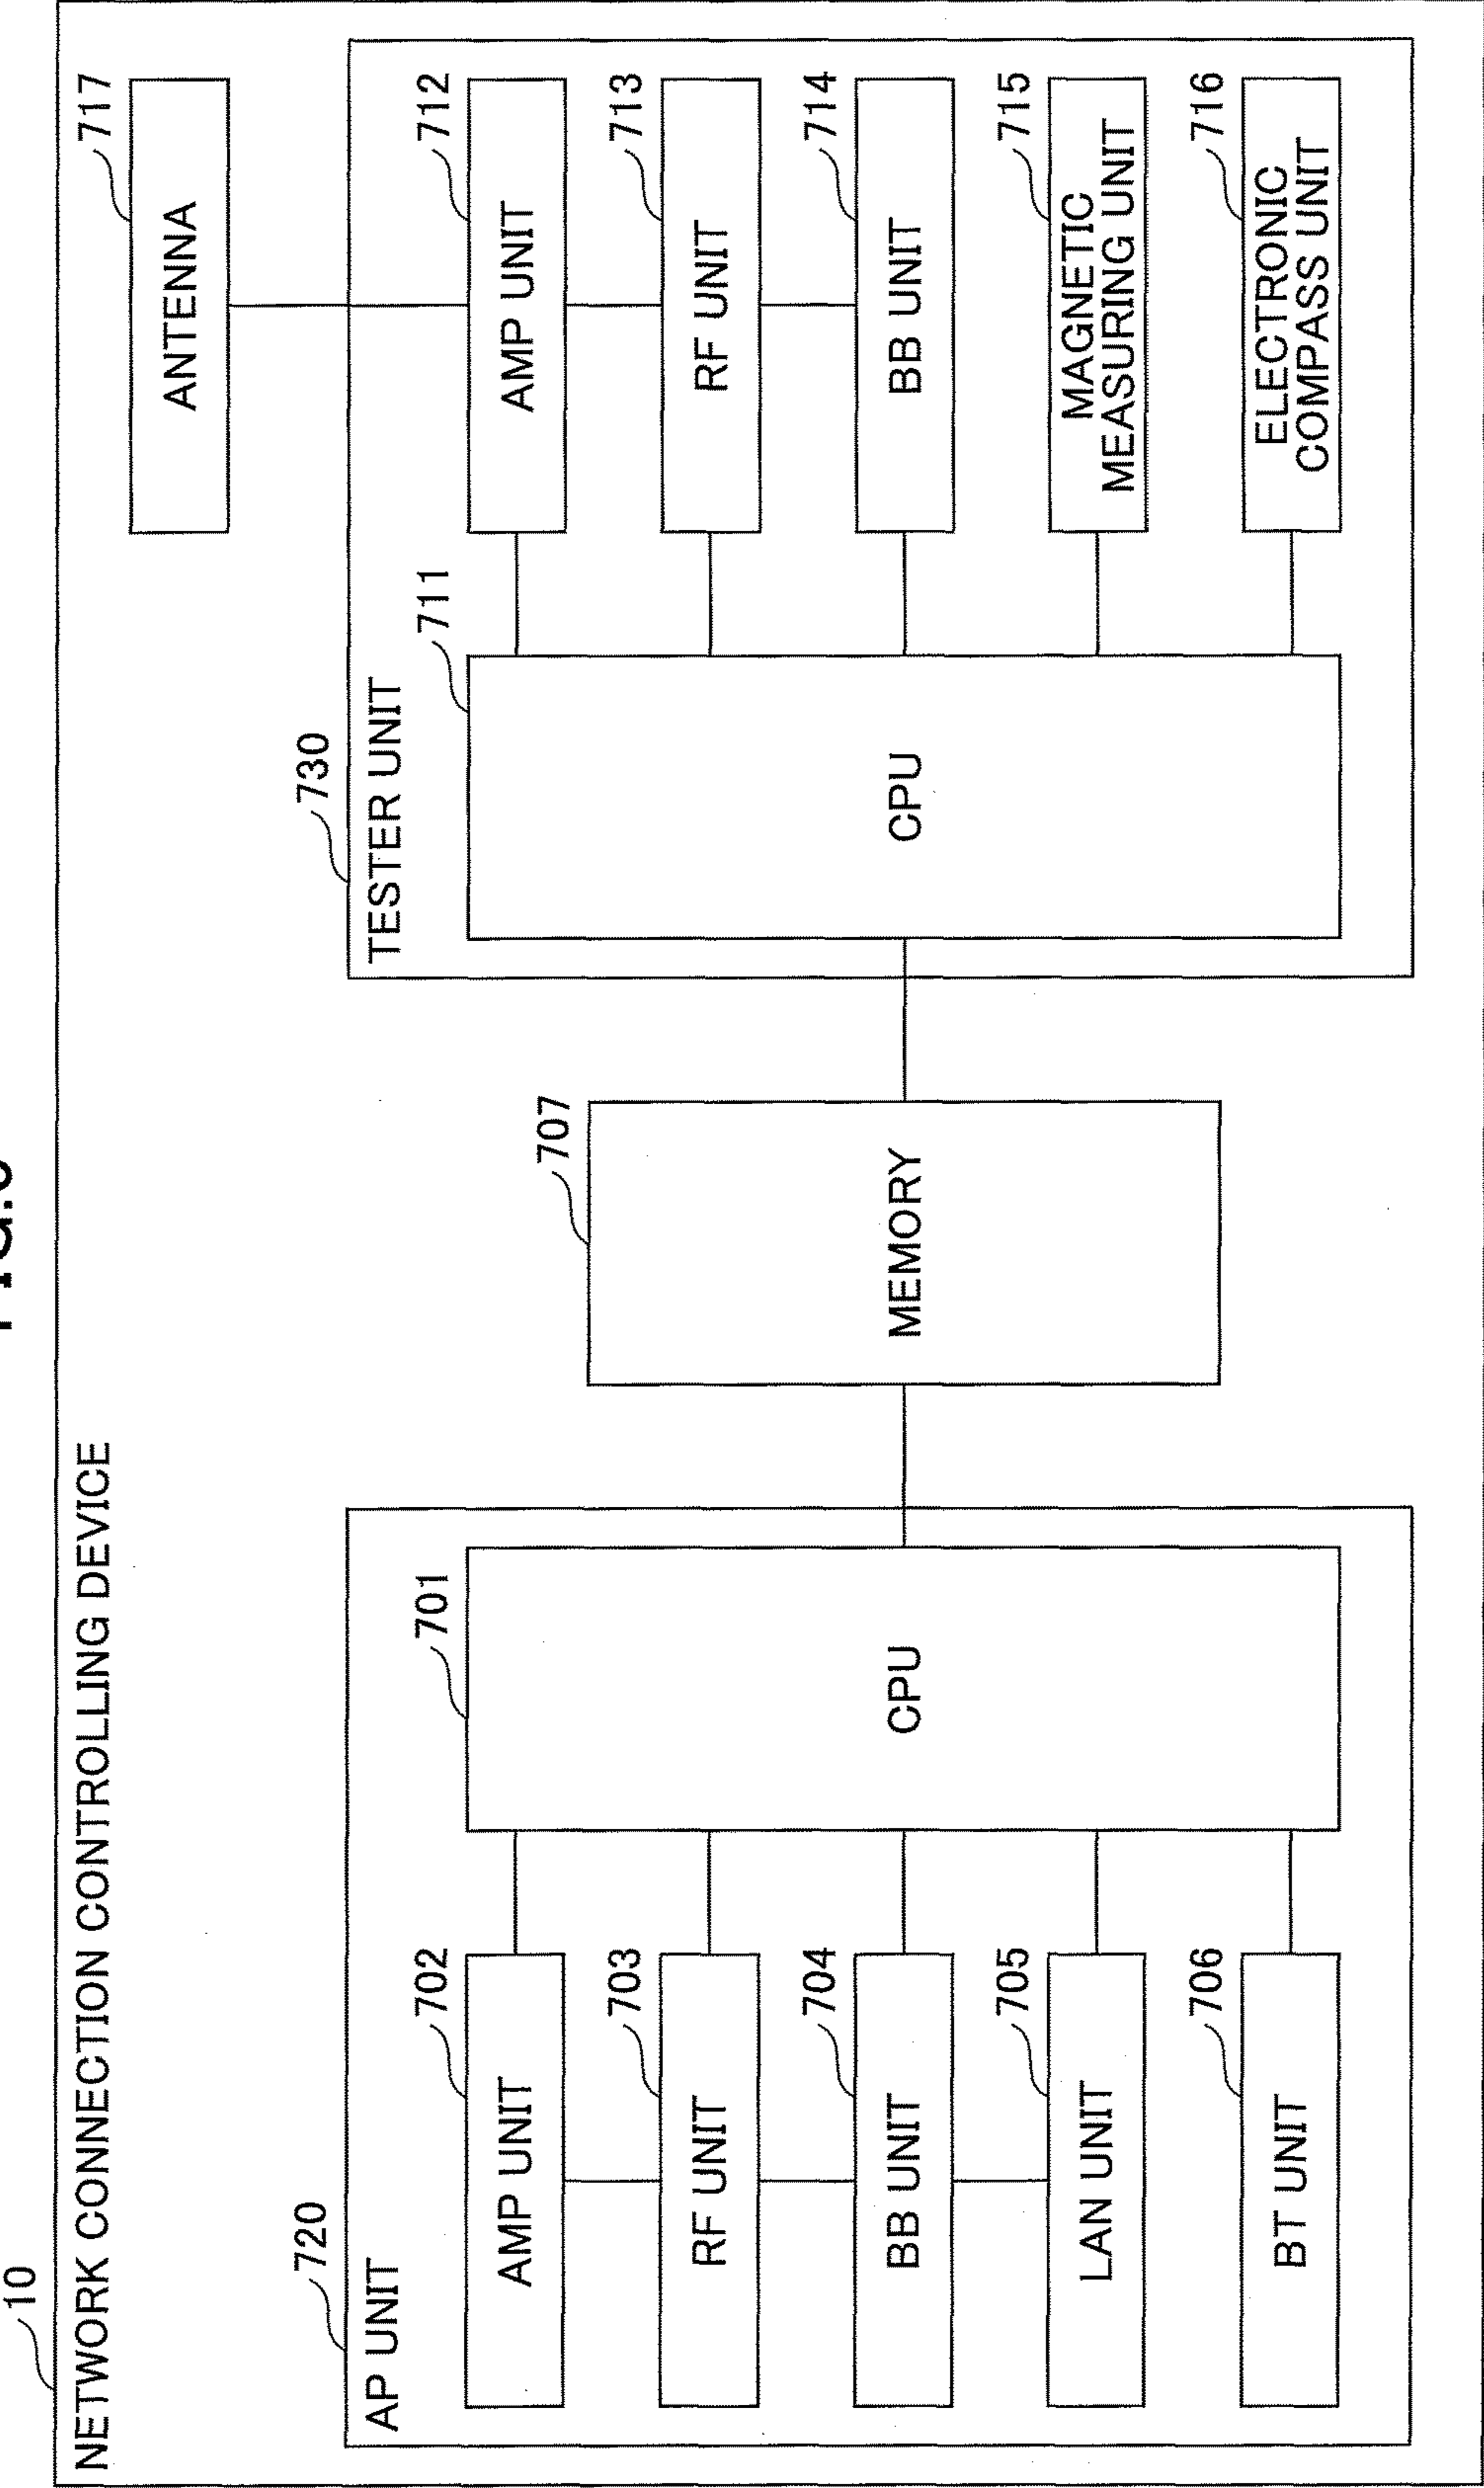 10
NETWORK CONNECTION CONTROLLING DEVICE
720
AP UNIT
702
AMP UNIT
703
RF UNIT
704
BB UNIT
705
LAN UNIT
706
BT UNIT
701
CPU
707
MEMORY
730
TESTER UNIT
711
CPU
717
ANTENNA
712
AMP UNIT
713
RF UNIT
714
BB UNIT
715
MAGNETIC
MEASURING UNIT
716
ELECTRONIC
COMPASS UNIT